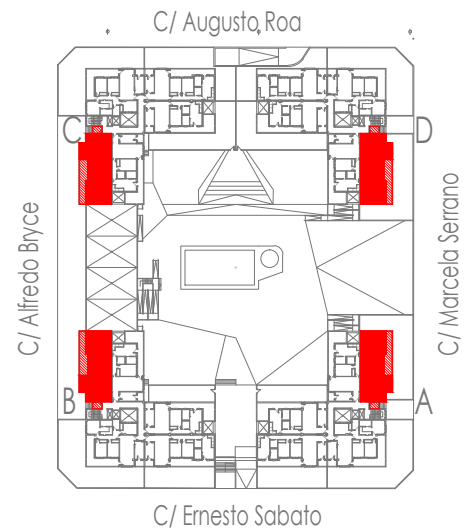 C/ Augusto Roa
C D
C/ Alfredo Bryce
C/ Marcela Serrano
B A
C/ Ernesto Sabato